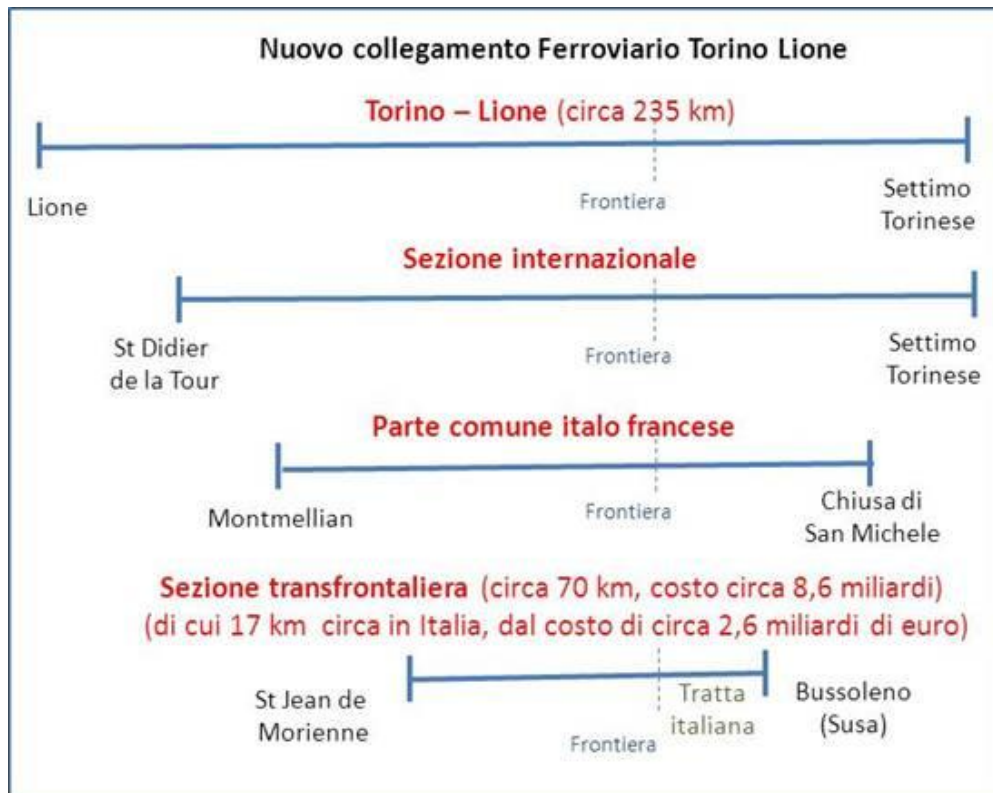 Nuovo collegamento Ferroviario Torino Lione
Torino – Lione (circa 235 km)
Lione
Frontiera
Settimo
Torinese
Sezione internazionale
St Didier
de la Tour
Frontiera
Settimo
Torinese
Parte comune italo francese
Montmellian
Frontiera
Chiusa di
San Michele
Sezione transfrontaliera (circa 70 km, costo circa 8,6 miliardi)
(di cui 17 km circa in Italia, dal costo di circa 2,6 miliardi di euro)
St Jean de
Morienne
Frontiera
Tratta
italiana
Bussoleno
(Susa)